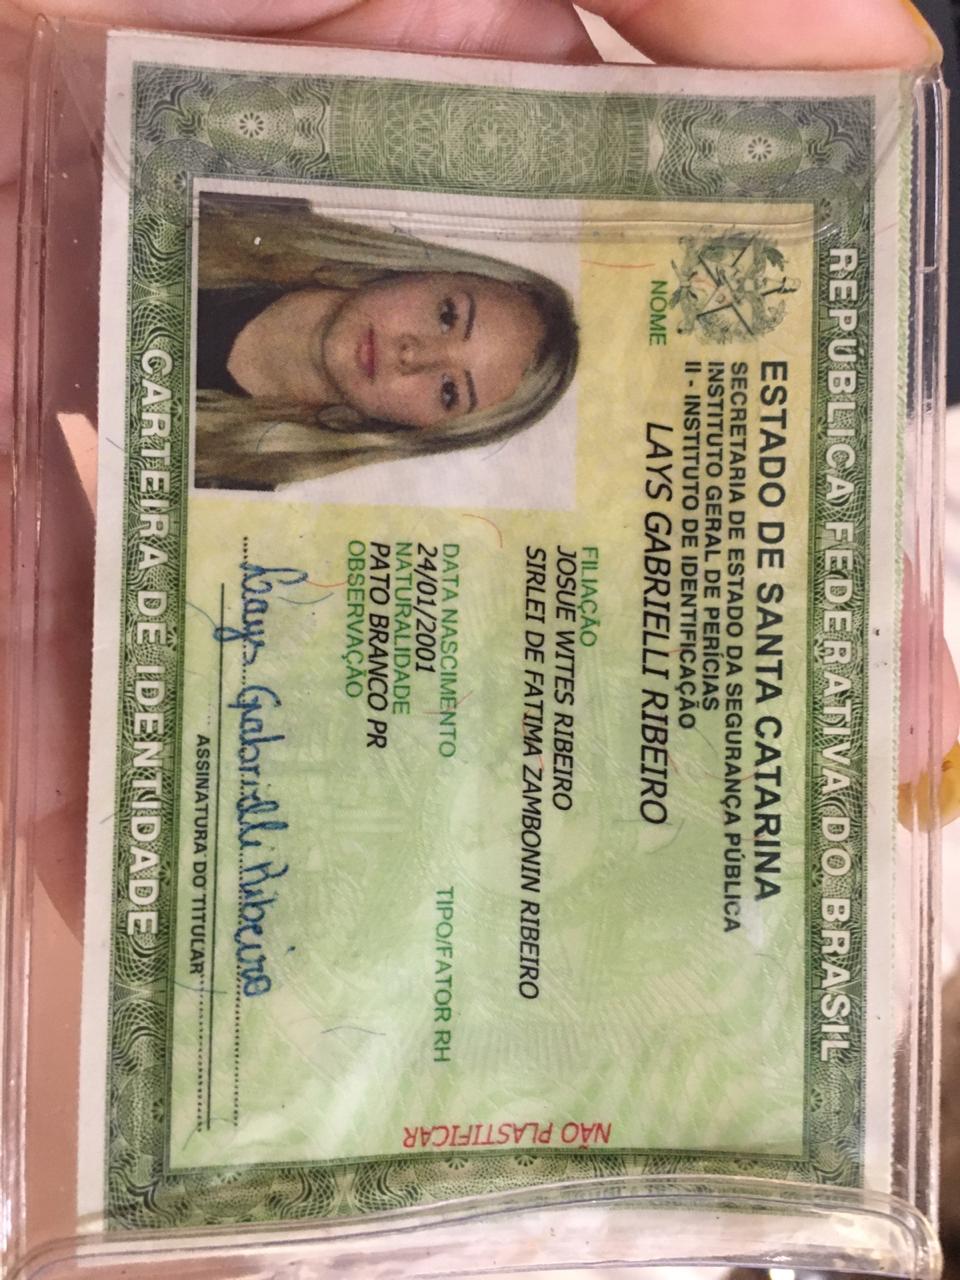 REPÚBLICA FEDERATIVA DO BRASIL
ESTADO DE SANTA CATARINA
SECRETARIA DE ESTADO DA SEGURANÇA PÚBLICA
INSTITUTO GERAL DE PERÍCIAS
II - INSTITUTO DE IDENTIFICAÇÃO
NOME LAYS GABRIELLI RIBEIRO
FILIAÇÃO
JOSUE WITES RIBEIRO
SIRLEI DE FATIMA ZAMBONIN RIBEIRO
NÃO PLASTIFICAR
DATA NASCIMENTO TIPO/FATOR RH
24/01/2001
NATURALIDADE
PATO BRANCO PR
OBSERVAÇÃO
Lays Gabrielli Ribeiro
ASSINATURA DO TITULAR
CARTEIRA DE IDENTIDADE